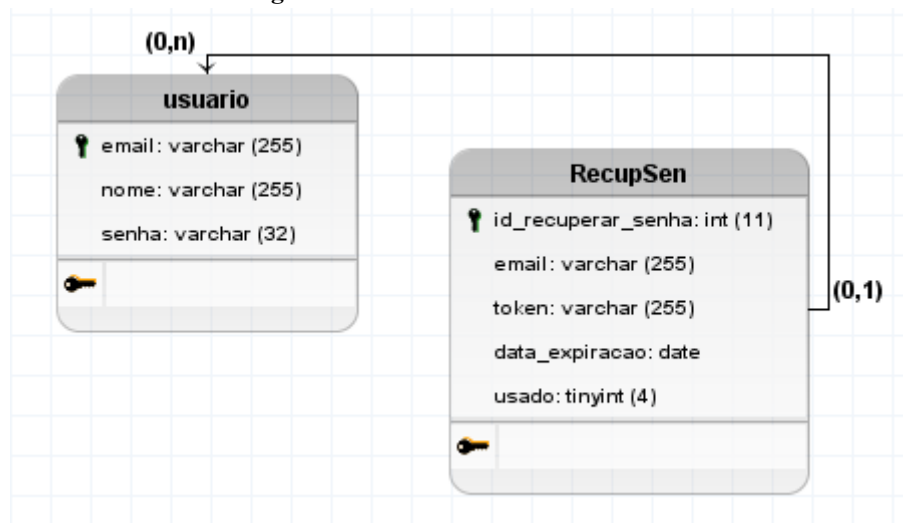 (0,n)
usuario
email: varchar (255)
nome: varchar (255)
senha: varchar (32)
RecupSen
id_recuperar_senha: int (11)
email: varchar (255)
token: varchar (255)
data_expiracao: date
usado: tinyint (4)
(0,1)